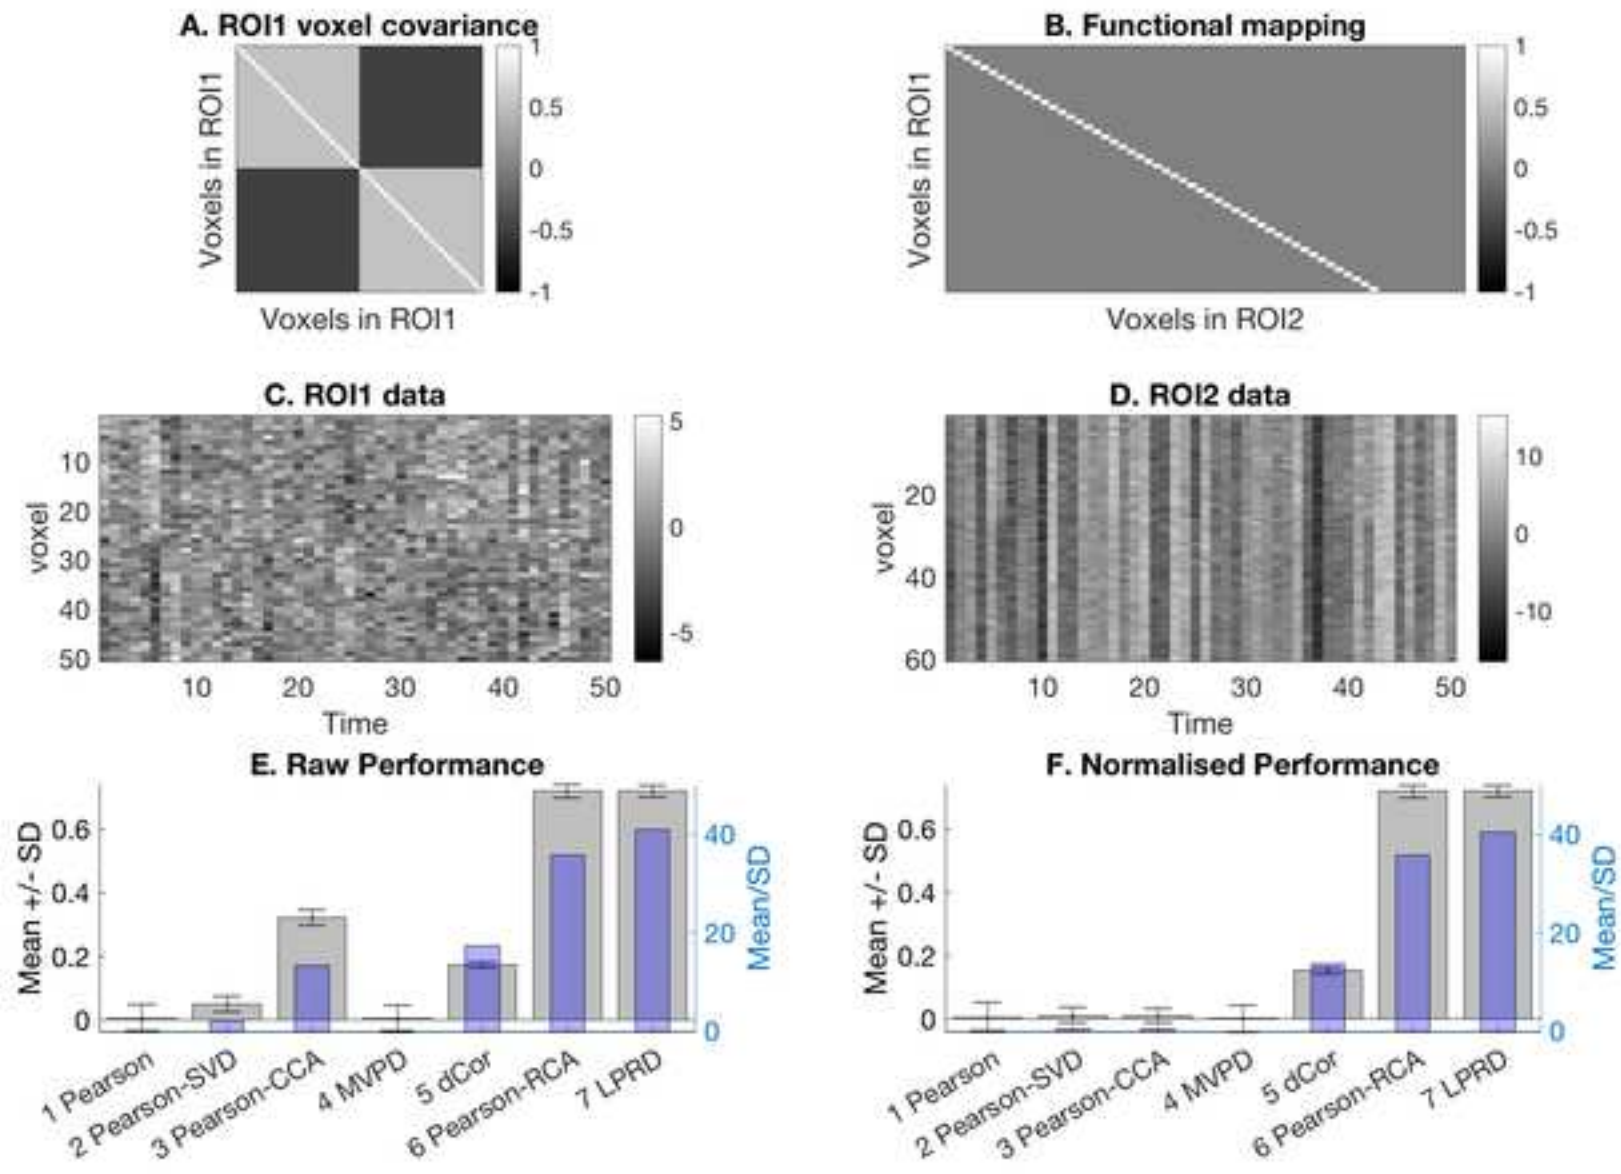 A. ROI1 voxel covariance
Voxels in ROI1
1
0.5
0
-0.5
-1
Voxels in ROI1
B. Functional mapping
Voxels in ROI1
1
0.5
0
-0.5
-1
Voxels in ROI2
C. ROI1 data
voxel
10
20
30
40
50
5
0
-5
10 20 30 40 50
Time
D. ROI2 data
voxel
20
40
60
10
0
-10
10 20 30 40 50
Time
E. Raw Performance
Mean +/- SD
0.6
0.4
0.2
0
40
20
0
Mean/SD
1 Pearson
2 Pearson-SVD
3 Pearson-CCA
4 MVPD
5 dCor
6 Pearson-RCA
7 LPRD
F. Normalised Performance
Mean +/- SD
0.6
0.4
0.2
0
40
20
0
Mean/SD
1 Pearson
2 Pearson-SVD
3 Pearson-CCA
4 MVPD
5 dCor
6 Pearson-RCA
7 LPRD